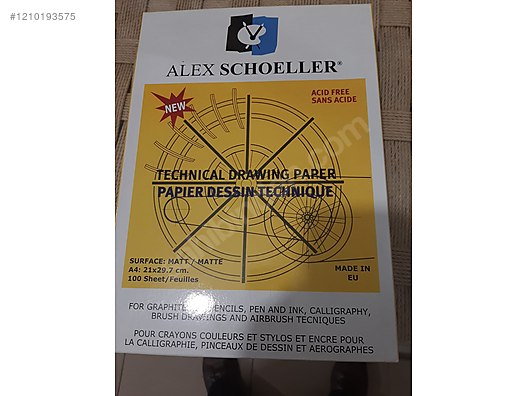 #1210193575
ALEX SCHOELLER®
NEW
ACID FREE
SANS ACIDE
TECHNICAL DRAWING PAPER
PAPIER DESSIN TECHNIQUE
SURFACE: MATT / MATTE
A4: 21x29,7 cm.
100 Sheet/Feuilles
MADE IN
EU
FOR GRAPHITE PENCILS, PEN AND INK, CALLIGRAPHY,
BRUSH DRAWINGS AND AIRBRUSH TECNIQUES
POUR CRAYONS COULEURS ET STYLOS ET ENCRE POUR
LA CALLIGRAPHIE, PINCEAUX DE DESSIN ET AEROGRAPHES